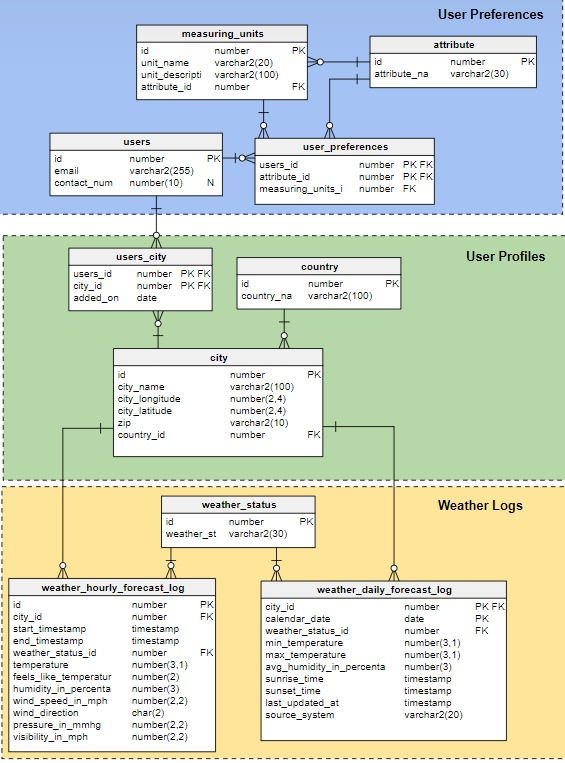 User Preferences
measuring_units
id number PK
unit_name varchar2(20)
unit_descripti varchar2(100)
attribute_id number FK
attribute
id number PK
attribute_na varchar2(30)
users
id number PK
email varchar2(255)
contact_num number(10) N
user_preferences
users_id number PK FK
attribute_id number PK FK
measuring_units_i number FK
User Profiles
users_city
users_id number PK FK
city_id number PK FK
added_on date
country
id number PK
country_na varchar2(100)
city
id number PK
city_name varchar2(100)
city_longitude number(2,4)
city_latitude number(2,4)
zip varchar2(10)
country_id number FK
Weather Logs
weather_status
id number PK
weather_st varchar2(30)
weather_hourly_forecast_log
id number PK
city_id number FK
start_timestamp timestamp
end_timestamp timestamp
weather_status_id number FK
temperature number(3,1)
feels_like_temperatur number(2)
humidity_in_percenta number(3)
wind_speed_in_mph number(2,2)
wind_direction char(2)
pressure_in_mmhg number(2,2)
visibility_in_mph number(2,2)
weather_daily_forecast_log
city_id number PK FK
calendar_date date PK
weather_status_id number FK
min_temperature number(3,1)
max_temperature number(3,1)
avg_humidity_in_percenta number(3)
sunrise_time timestamp
sunset_time timestamp
last_updated_at timestamp
source_system varchar2(20)